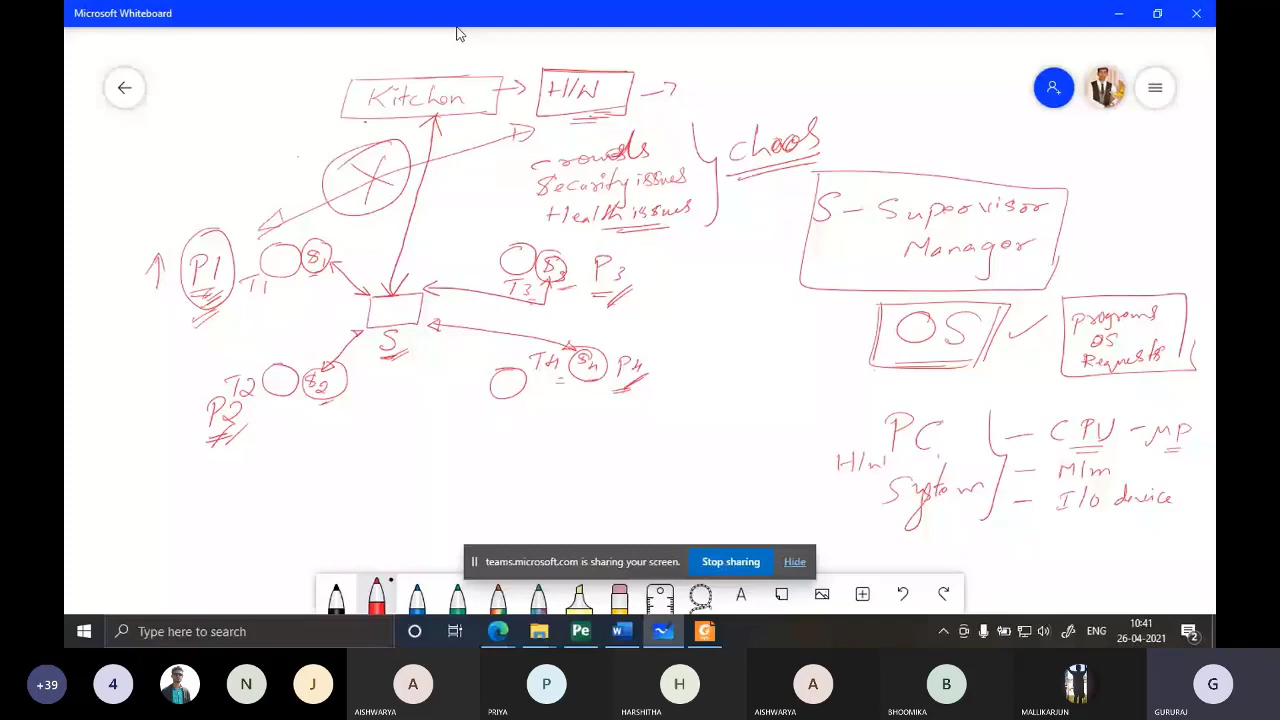 Microsoft Whiteboard
Kitchen
H/W
crowds
Security issues
Health issues
chaos
S - Supervisor
Manager
P1
T1
S1
T3
S3
P3
S
T2
S2
P2
T4
S4
P4
OS
programs
OS
Requests
PC
H/W
System
- CPU - MP
- M/m
- I/O device
teams.microsoft.com is sharing your screen.
Stop sharing
Hide
A
Type here to search
Pe
ENG
10:41
26-04-2021
2
+39
4
N
J
A
P
H
A
B
G
AISHWARYA
PRIYA
HARSHITHA
AISHWARYA
BHOOMIKA
MALLIKARJUN
GURURAJ